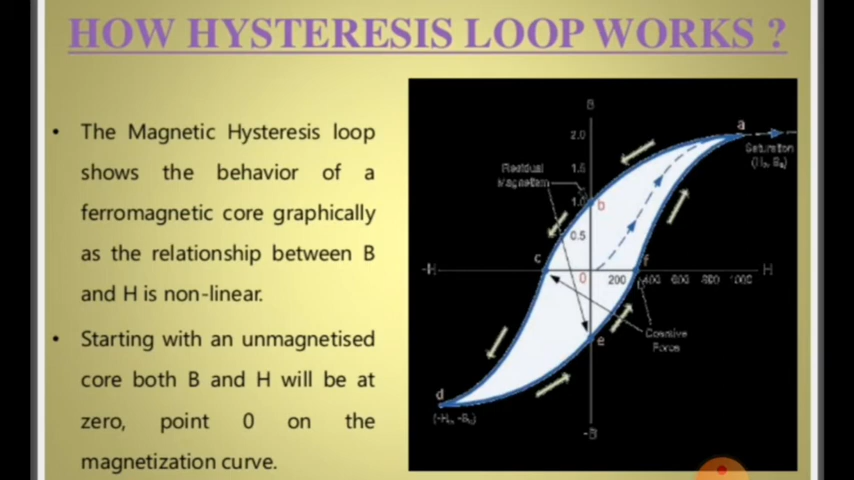 HOW HYSTERESIS LOOP WORKS ?
• The Magnetic Hysteresis loop
shows the behavior of a
ferromagnetic core graphically
as the relationship between B
and H is non-linear.
• Starting with an unmagnetised
core both B and H will be at
zero, point 0 on the
magnetization curve.
B
a
2.0
Saturation
1.5
Residual
Magnetism
1.0
b
0.5
c
f
-H
0
200 400 600 800 1000
H
Coercive
Force
e
d
-B